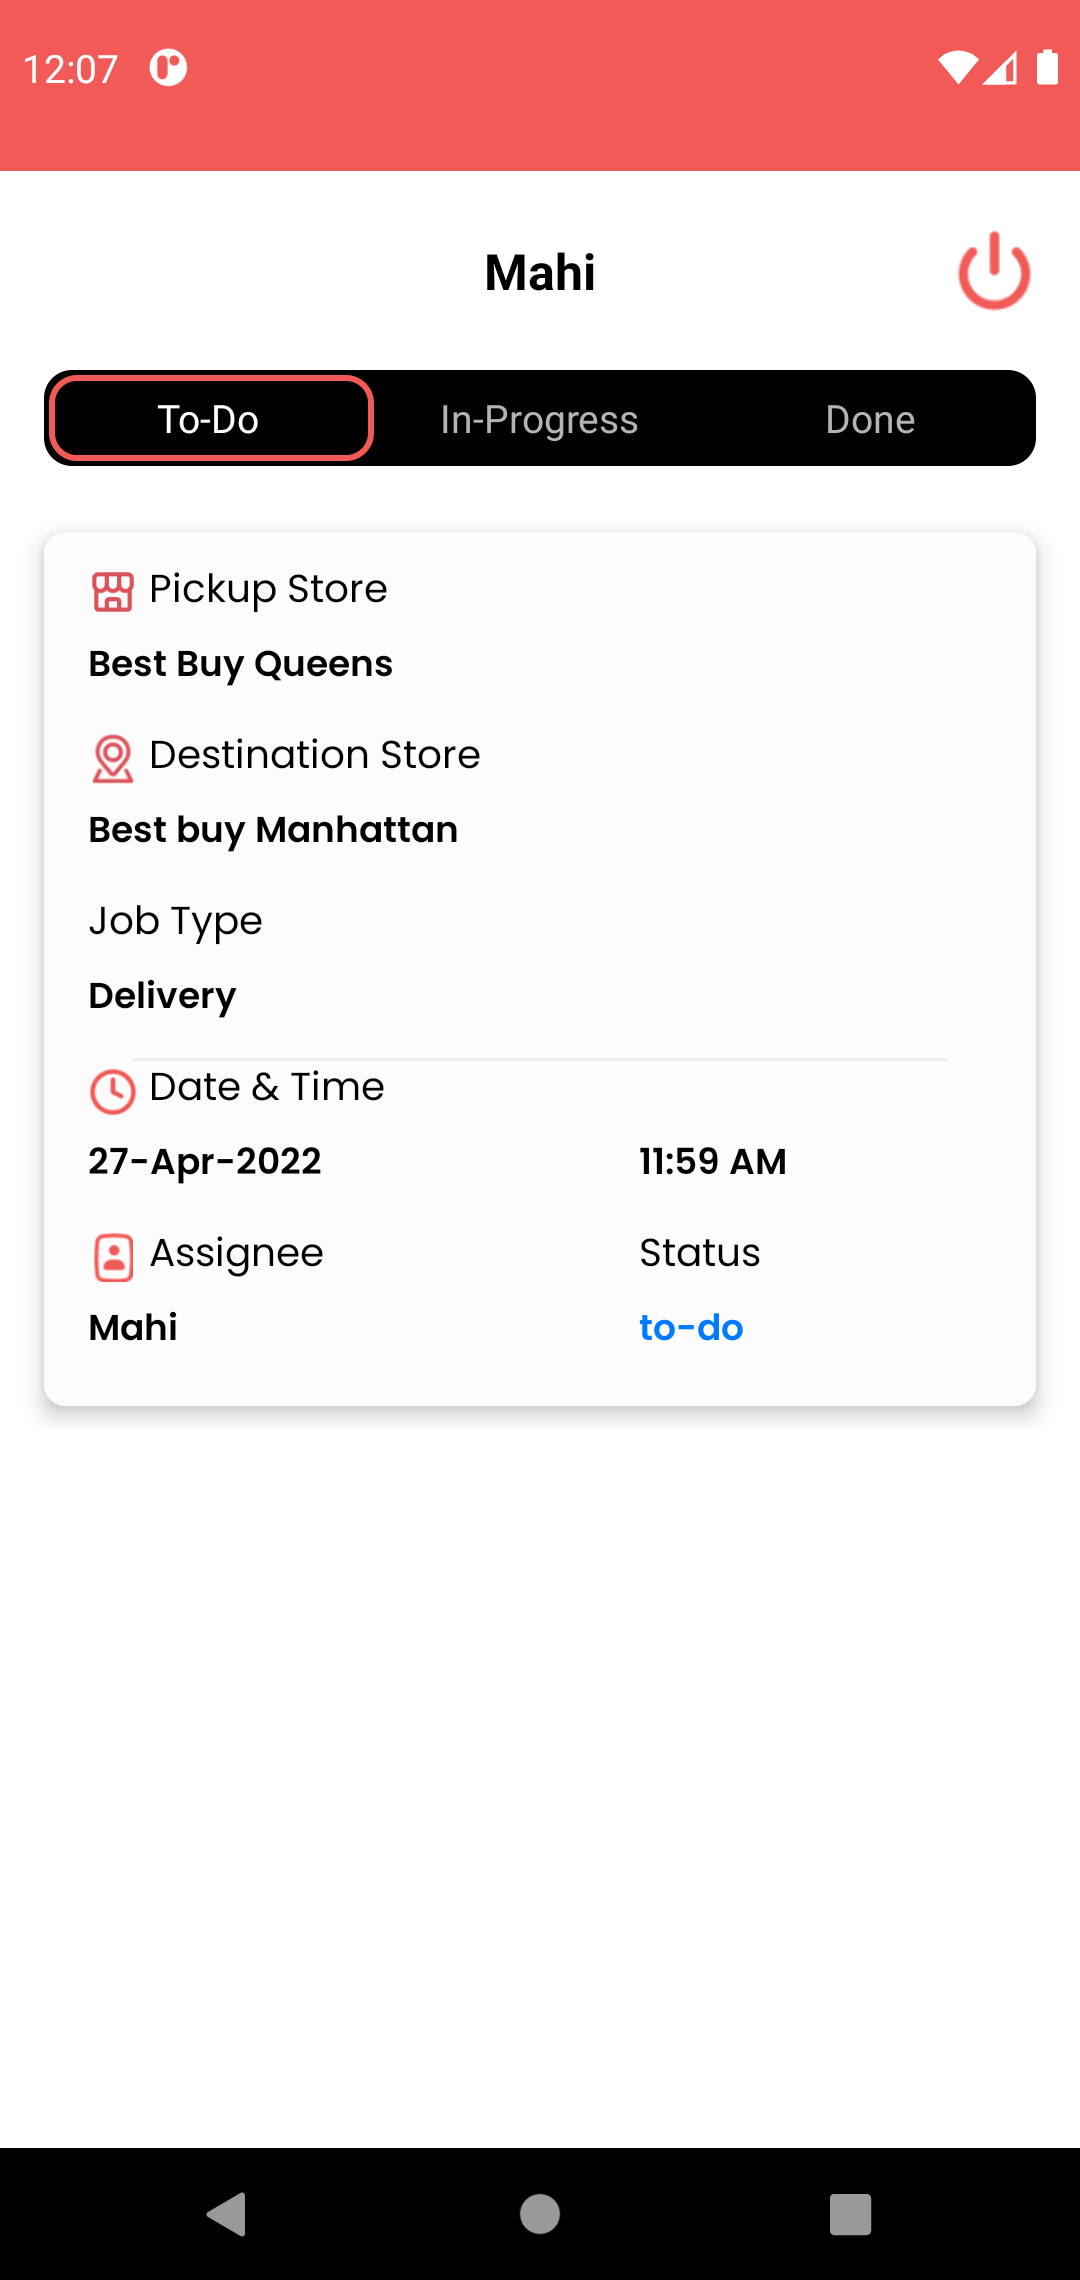 12:07
Mahi
To-Do In-Progress Done
Pickup Store
Best Buy Queens
Destination Store
Best buy Manhattan
Job Type
Delivery
Date & Time
27-Apr-2022 11:59 AM
Assignee Status
Mahi to-do